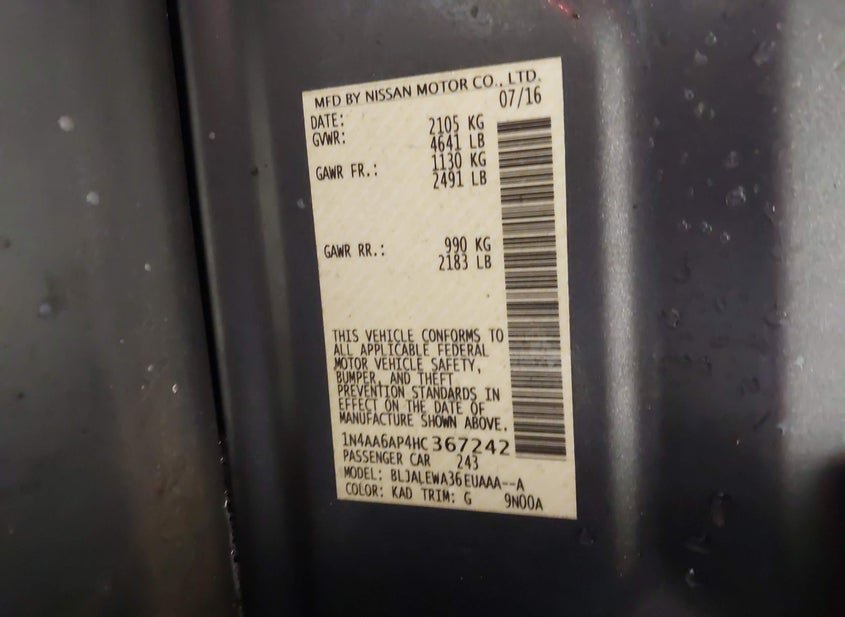 MFD BY NISSAN MOTOR CO., LTD.
DATE: 07/16
GVWR: 2105 KG
4641 LB
GAWR FR.: 1130 KG
2491 LB
GAWR RR.: 990 KG
2183 LB
THIS VEHICLE CONFORMS TO
ALL APPLICABLE FEDERAL
MOTOR VEHICLE SAFETY,
BUMPER, AND THEFT
PREVENTION STANDARDS IN
EFFECT ON THE DATE OF
MANUFACTURE SHOWN ABOVE.
1N4AA6AP4HC367242
PASSENGER CAR 243
MODEL: BLJALEWA36EUAAA--A
COLOR: KAD TRIM: G 9N00A